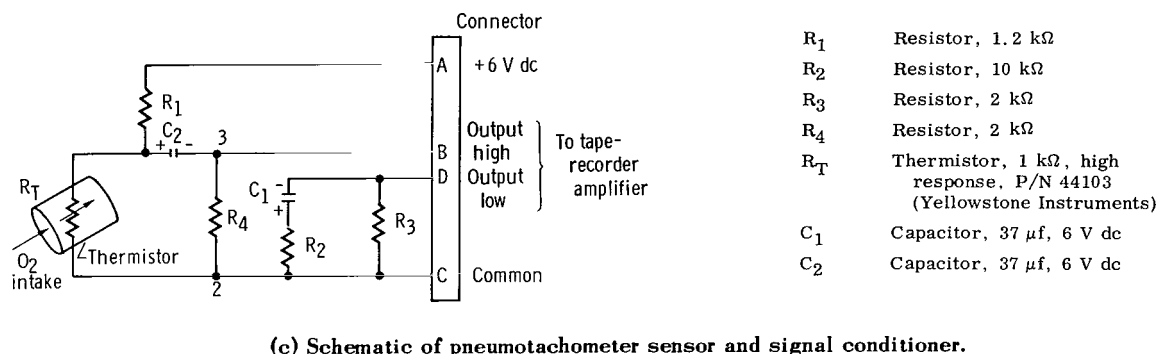 Connector
A +6 V dc
R1
C2
+ -
3
Output
high
B
D Output
low
To tape-
recorder
amplifier
RT
C1
-
+
R4
R2
R3
Thermistor
O2
intake
2
C Common
R1 Resistor, 1.2 kΩ
R2 Resistor, 10 kΩ
R3 Resistor, 2 kΩ
R4 Resistor, 2 kΩ
RT Thermistor, 1 kΩ, high
response, P/N 44103
(Yellowstone Instruments)
C1 Capacitor, 37 μf, 6 V dc
C2 Capacitor, 37 μf, 6 V dc
(c) Schematic of pneumotachometer sensor and signal conditioner.